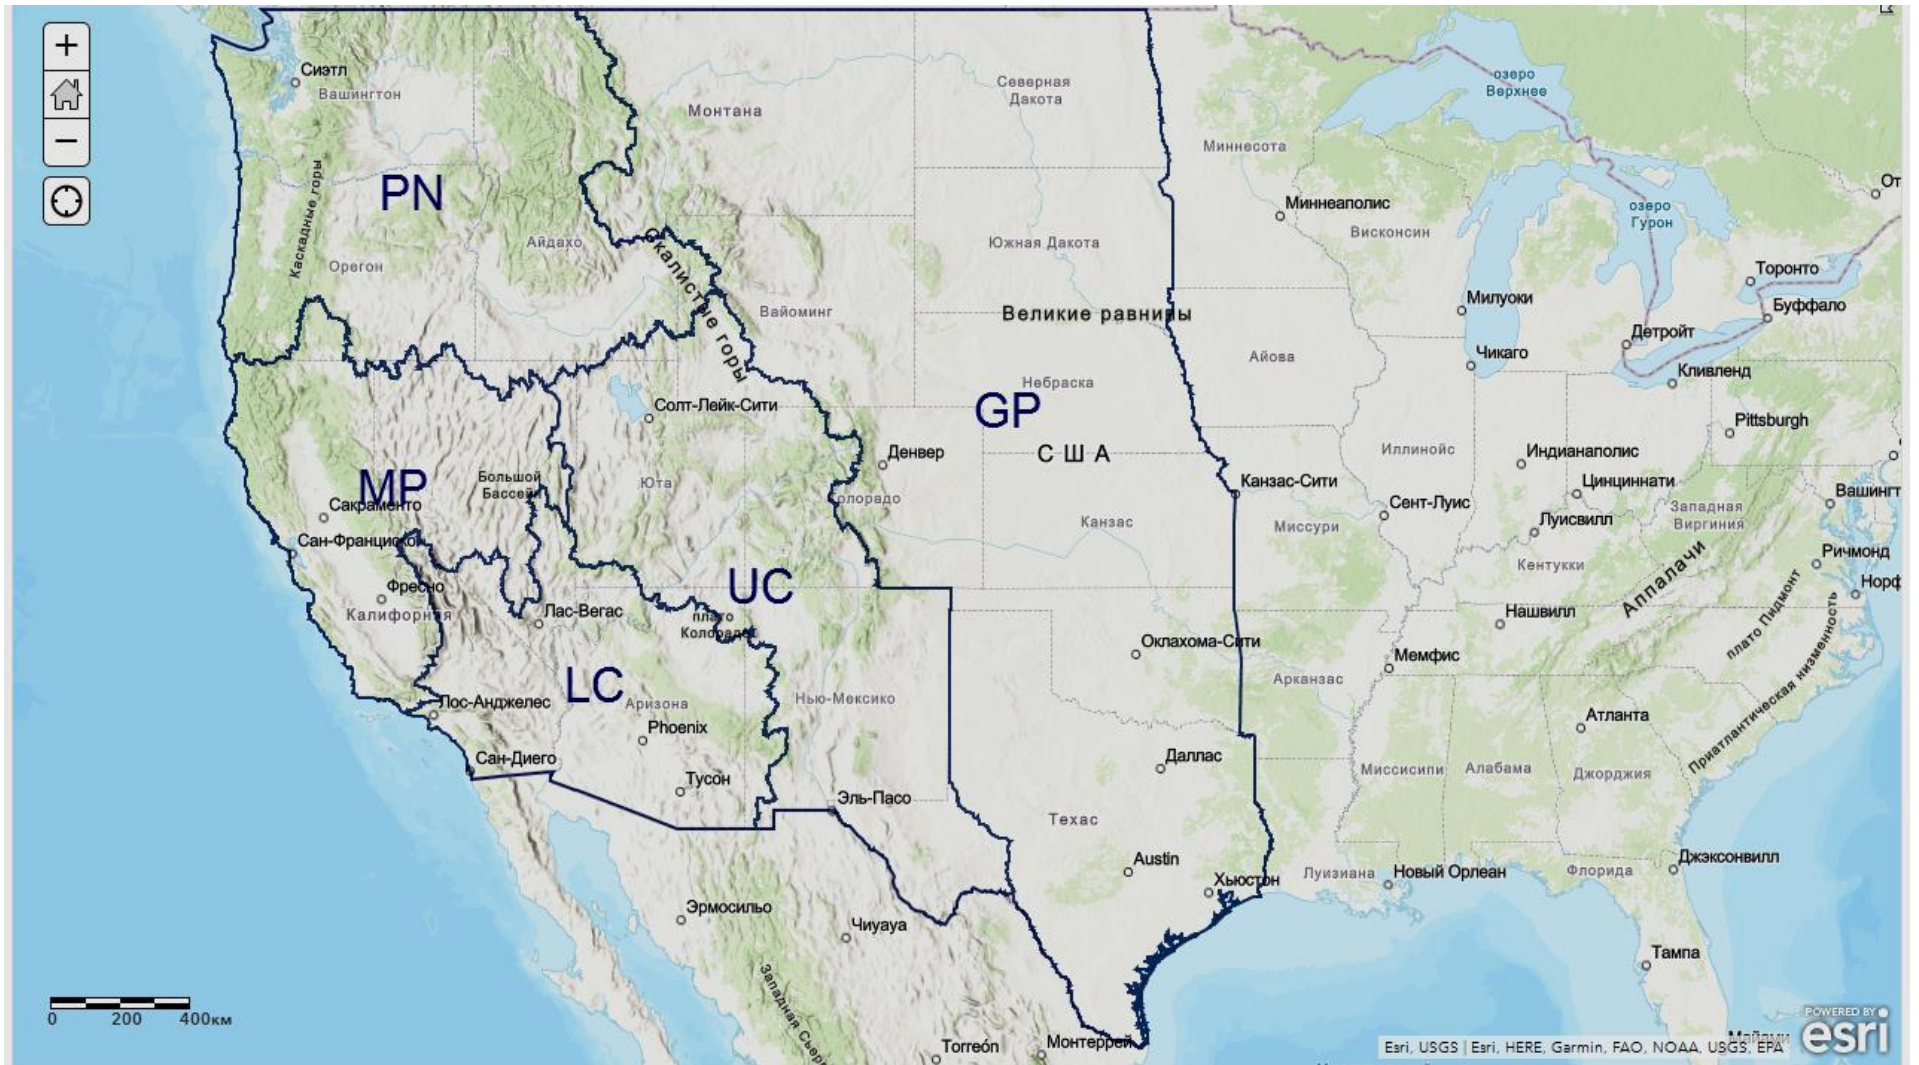 +
−
Сиэтл
Вашингтон
Монтана
Северная
Дакота
озеро
Верхнее
Миннесота
PN
Каскадные горы
Миннеаполис
От
озеро
Гурон
Айдахо
Орегон
Южная Дакота
Висконсин
Скалистые горы
Торонто
Вайоминг
Великие равнины
Милуоки
Буффало
Детройт
Айова
Чикаго
Небраска
Кливленд
GP
Солт-Лейк-Сити
Pittsburgh
Денвер
США
Иллинойс
Индианаполис
MP
Большой
Бассейн
Юта
Колорадо
Канзас-Сити
Цинциннати
Вашингт
Сакраменто
Сент-Луис
Западная
Виргиния
Канзас
Миссури
Луисвилл
Сан-Франциско
Ричмонд
Кентукки
Аппалачи
UC
Фресно
Норф
Калифорния
Лас-Вегас
плато
Колорадо
Нашвилл
плато Пидмонт
Оклахома-Сити
Мемфис
Приатлантическая низменность
LC
Аризона
Нью-Мексико
Арканзас
Лос-Анджелес
Phoenix
Атланта
Сан-Диего
Даллас
Миссисипи
Алабама
Джорджия
Тусон
Эль-Пасо
Техас
Austin
Джэксонвилл
Хьюстон
Луизиана
Новый Орлеан
Флорида
Эрмосильо
Чиуауа
Тампа
Западная Сьерр
0 200 400км
Torreón
Монтеррей
Майами
POWERED BY
esri
Esri, USGS | Esri, HERE, Garmin, FAO, NOAA, USGS, EPA